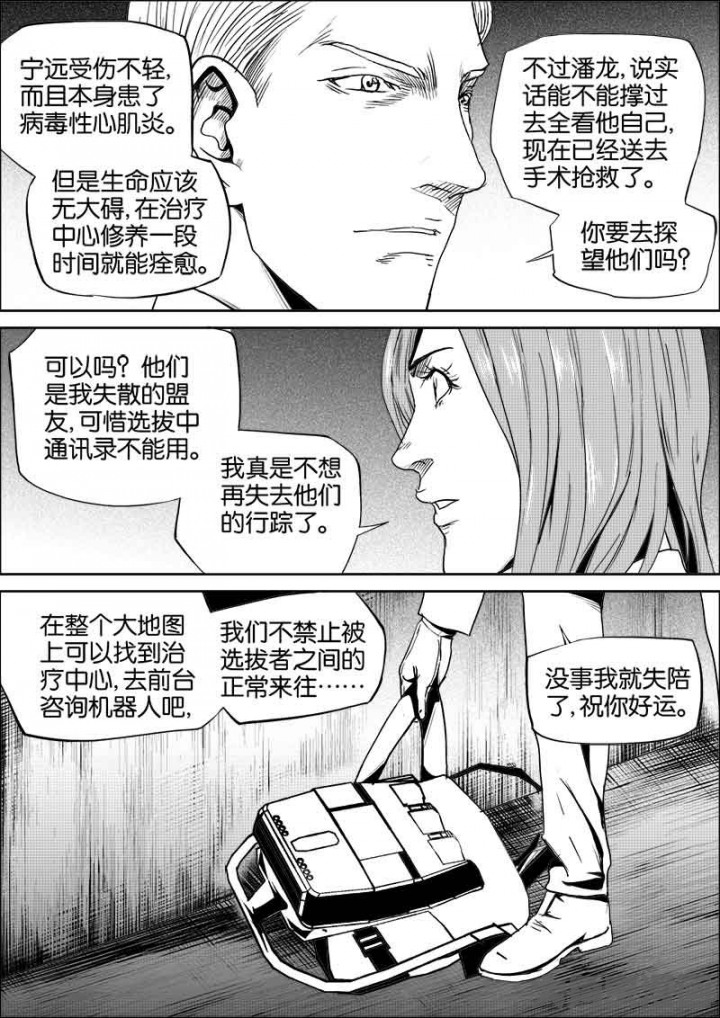 宁远受伤不轻，
而且本身患了
病毒性心肌炎。
但是生命应该
无大碍，在治疗
中心修养一段
时间就能痊愈。
不过潘龙，说实
话能不能撑过
去全看他自己，
现在已经送去
手术抢救了。
你要去探
望他们吗？
可以吗？他们
是我失散的盟
友，可惜选拔中
通讯录不能用。
我真是不想
再失去他们
的行踪了。
在整个大地图
上可以找到治
疗中心，去前台
咨询机器人吧，
我们不禁止被
选拔者之间的
正常来往……
没事我就失陪
了，祝你好运。